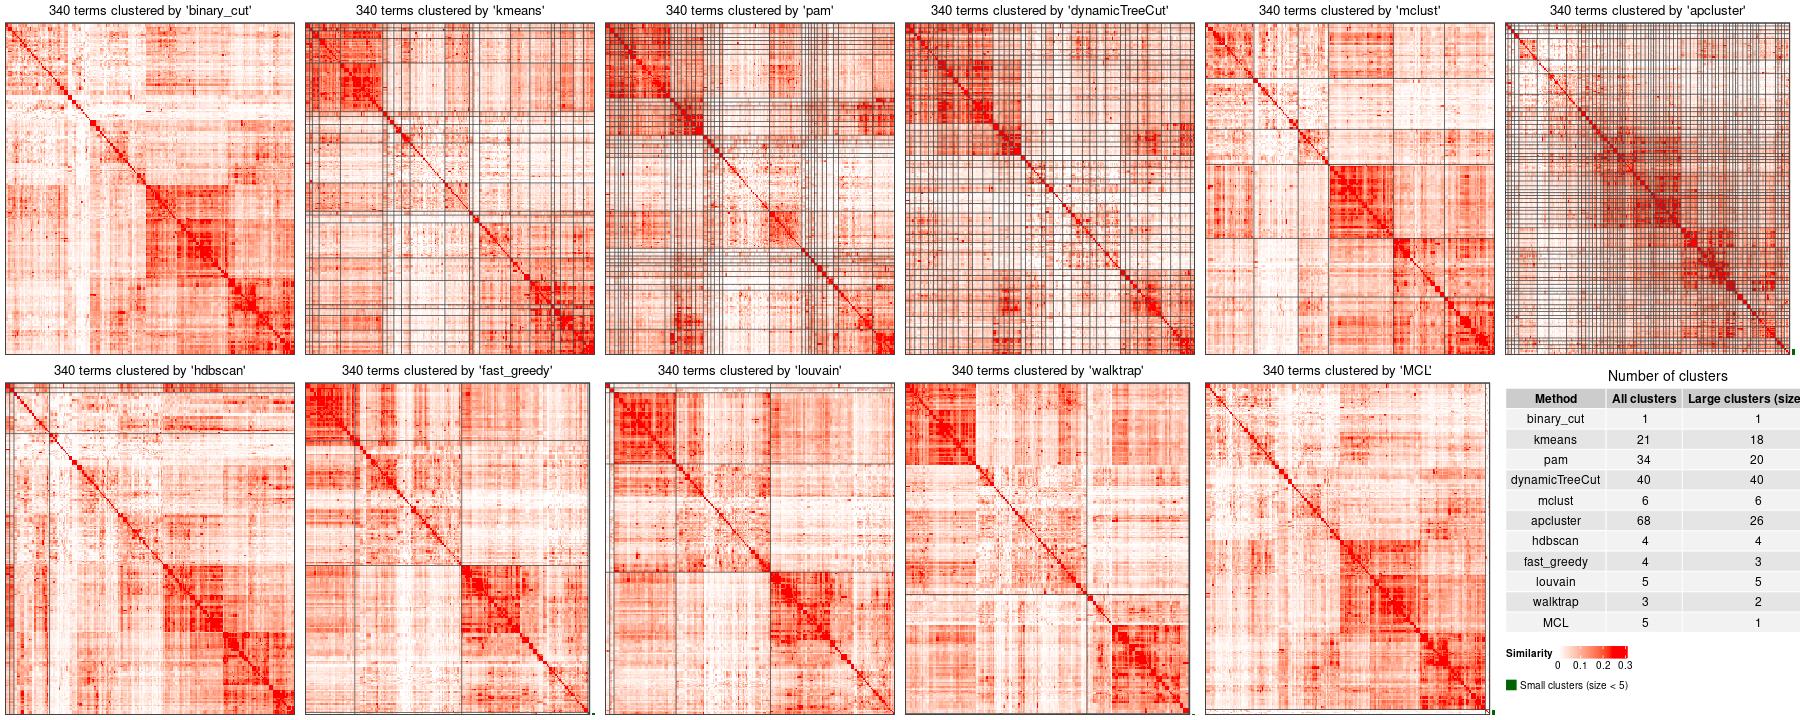 340 terms clustered by 'binary_cut'
340 terms clustered by 'kmeans'
340 terms clustered by 'pam'
340 terms clustered by 'dynamicTreeCut'
340 terms clustered by 'mclust'
340 terms clustered by 'apcluster'
340 terms clustered by 'hdbscan'
340 terms clustered by 'fast_greedy'
340 terms clustered by 'louvain'
340 terms clustered by 'walktrap'
340 terms clustered by 'MCL'
Number of clusters
Method All clusters Large clusters (size
binary_cut 1 1
kmeans 21 18
pam 34 20
dynamicTreeCut 40 40
mclust 6 6
apcluster 68 26
hdbscan 4 4
fast_greedy 4 3
louvain 5 5
walktrap 3 2
MCL 5 1
Similarity
0 0.1 0.2 0.3
Small clusters (size < 5)